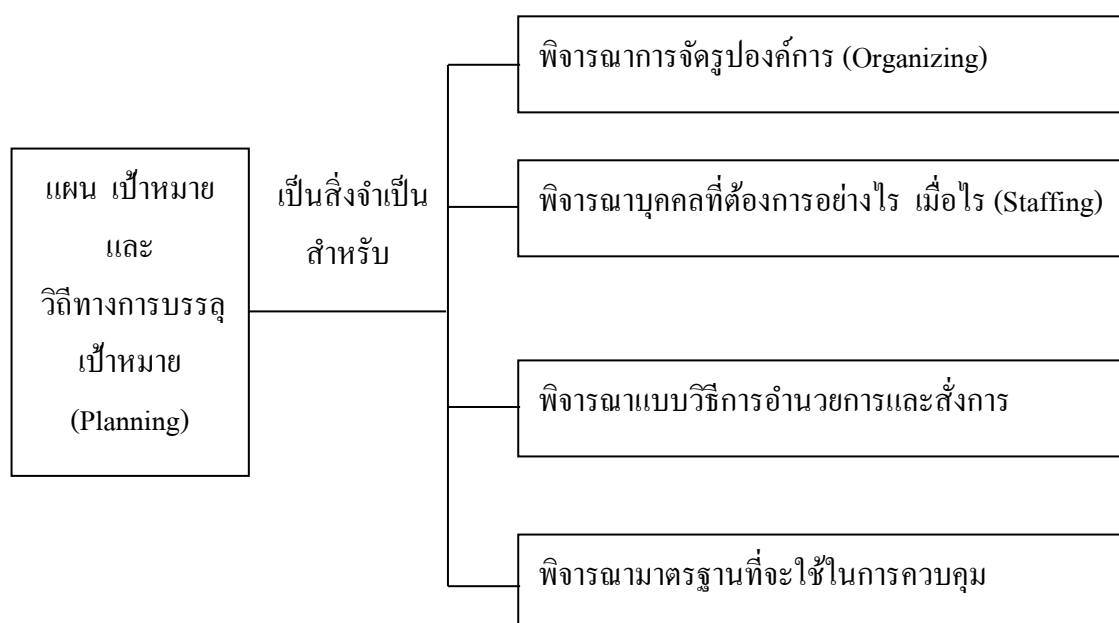 แผน เป้าหมาย
และ
วิถีทางการบรรลุ
เป้าหมาย
(Planning)
เป็นสิ่งจำเป็น
สำหรับ
พิจารณาการจัดรูปองค์การ (Organizing)
พิจารณาบุคคลที่ต้องการอย่างไร เมื่อไร (Staffing)
พิจารณาแบบวิธีการอำนวยการและสั่งการ
พิจารณามาตรฐานที่จะใช้ในการควบคุม